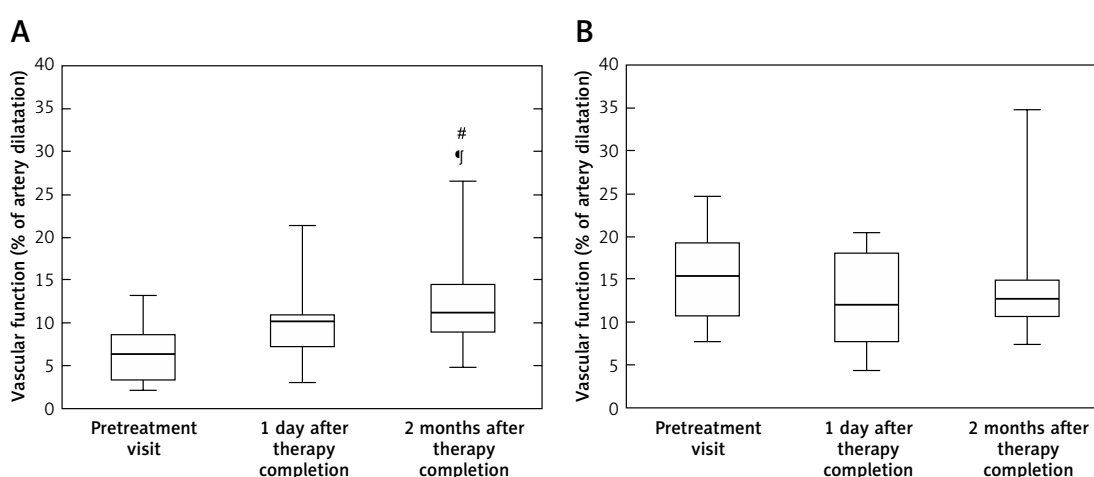 A
Vascular function (% of artery dilatation)
40
35
30
25
20
15
10
5
0
#
¶
Pretreatment
visit
1 day after
therapy
completion
2 months after
therapy
completion
B
Vascular function (% of artery dilatation)
40
35
30
25
20
15
10
5
0
Pretreatment
visit
1 day after
therapy
completion
2 months after
therapy
completion